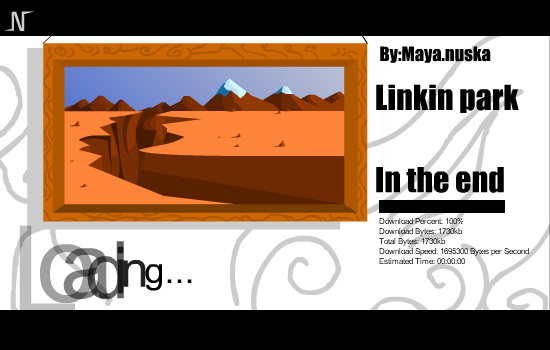 N
By:Maya.nuska
Linkin park
In the end
Download Percent: 100%
Download Bytes: 1730kb
Total Bytes: 1730kb
Download Speed: 1695300 Bytes per Second
Estimated Time: 00:00:00
Loading...